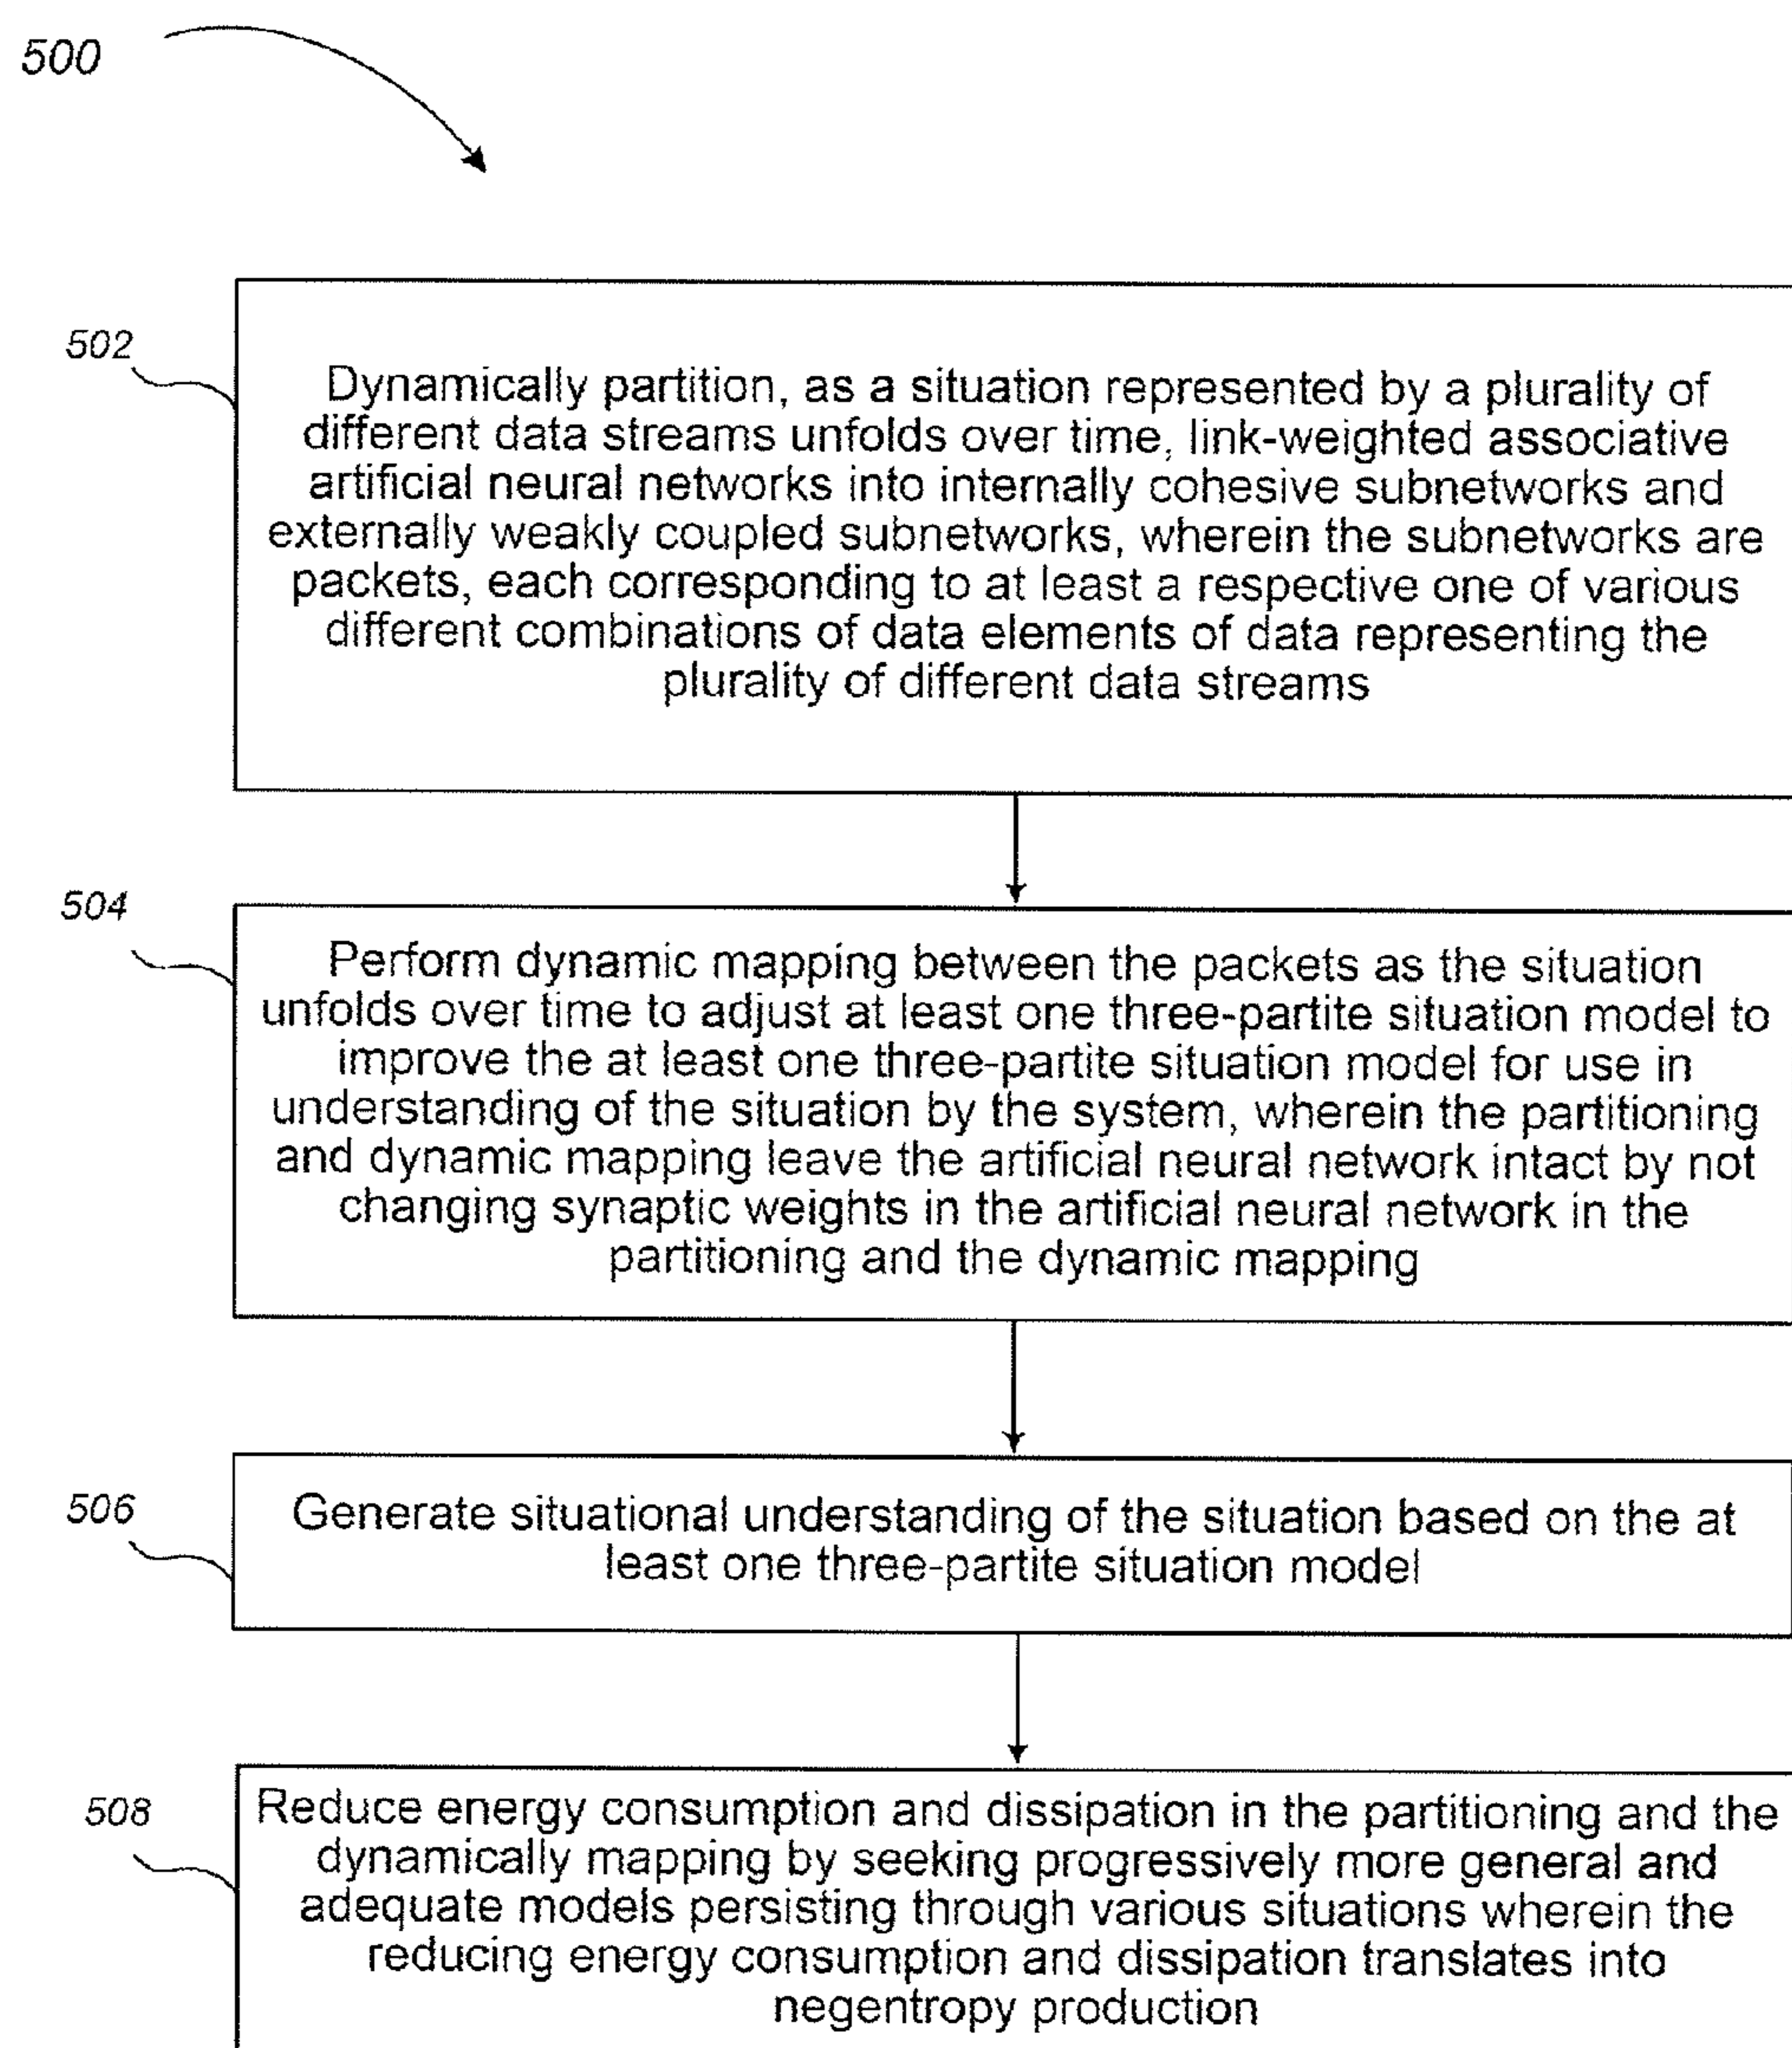 500
502
Dynamically partition, as a situation represented by a plurality of
different data streams unfolds over time, link-weighted associative
artificial neural networks into internally cohesive subnetworks and
externally weakly coupled subnetworks, wherein the subnetworks are
packets, each corresponding to at least a respective one of various
different combinations of data elements of data representing the
plurality of different data streams
504
Perform dynamic mapping between the packets as the situation
unfolds over time to adjust at least one three-partite situation model to
improve the at least one three-partite situation model for use in
understanding of the situation by the system, wherein the partitioning
and dynamic mapping leave the artificial neural network intact by not
changing synaptic weights in the artificial neural network in the
partitioning and the dynamic mapping
506
Generate situational understanding of the situation based on the at
least one three-partite situation model
508
Reduce energy consumption and dissipation in the partitioning and the
dynamically mapping by seeking progressively more general and
adequate models persisting through various situations wherein the
reducing energy consumption and dissipation translates into
negentropy production